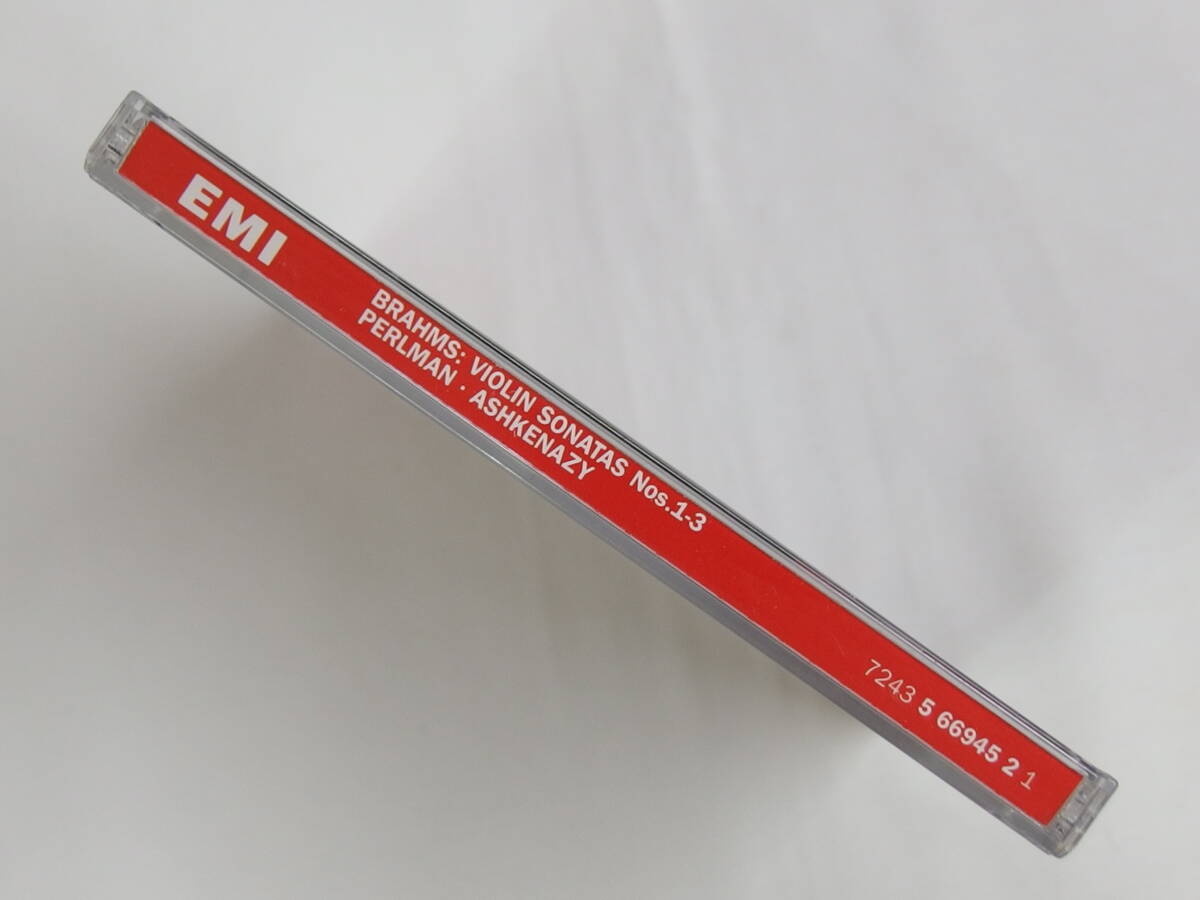 EMI
BRAHMS: VIOLIN SONATAS Nos.1-3
PERLMAN · ASHKENAZY
7243 5 66945 2 1